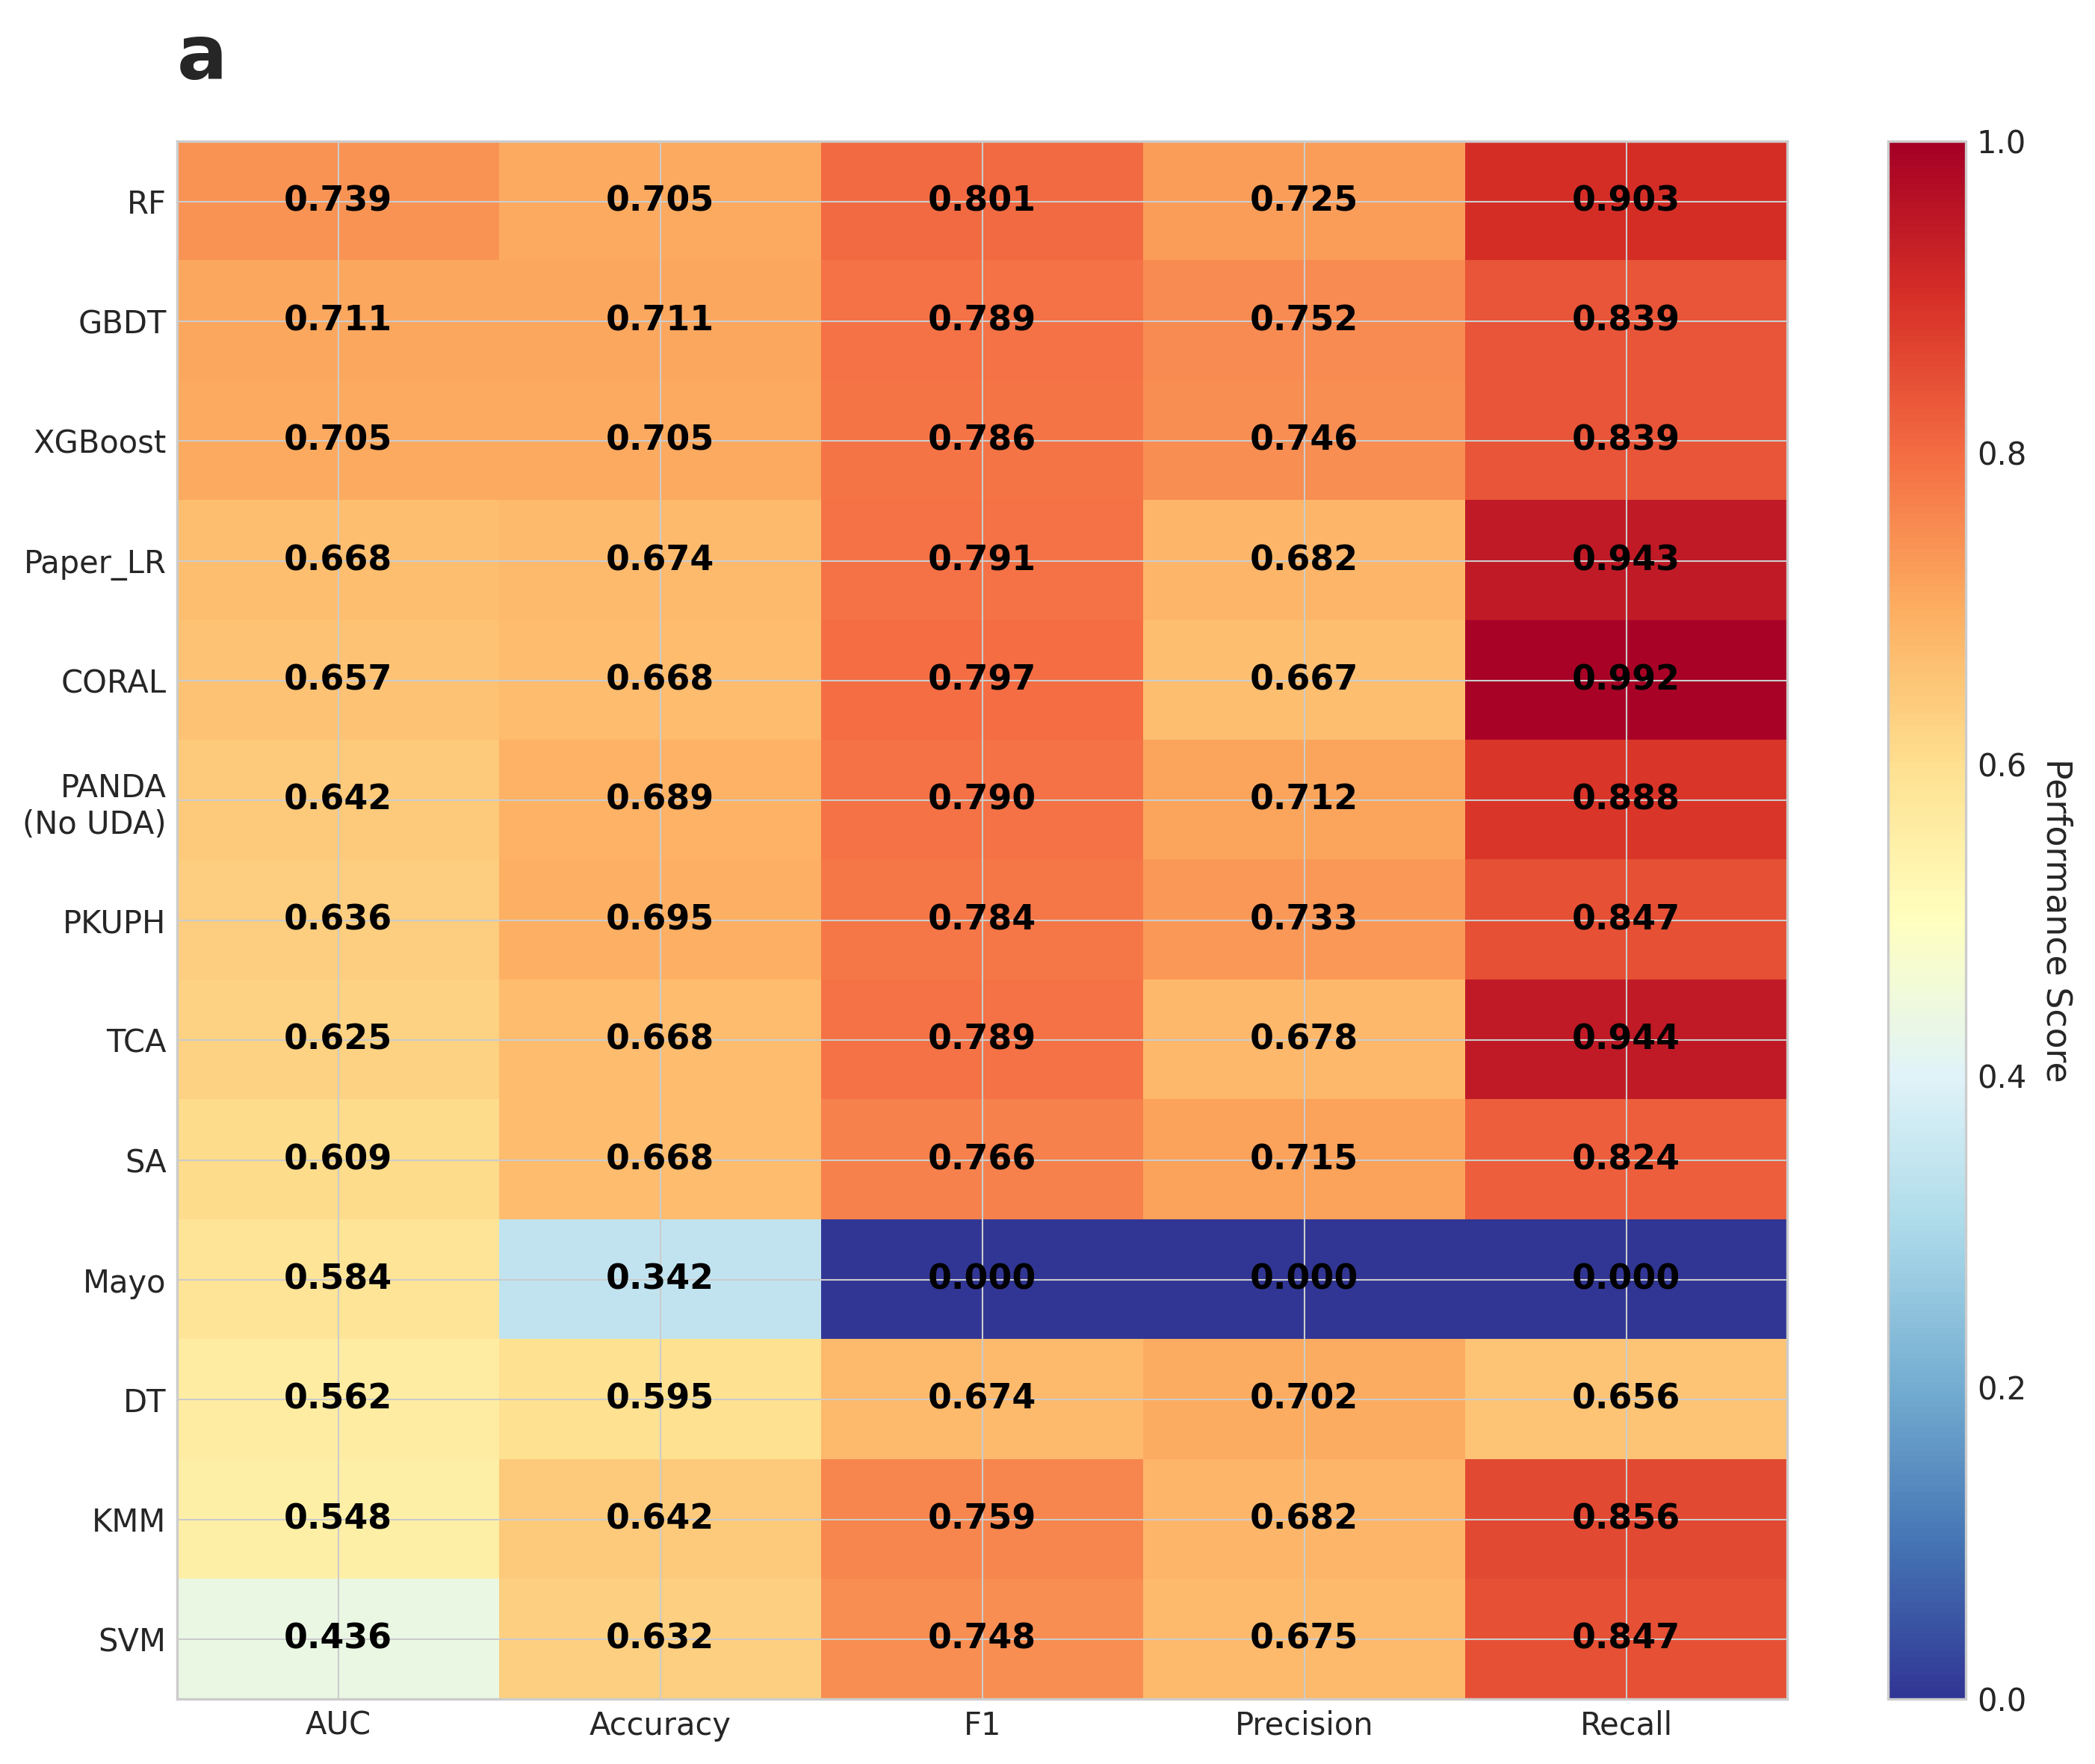 a
RF 0.739 0.705 0.801 0.725 0.903
GBDT 0.711 0.711 0.789 0.752 0.839
XGBoost 0.705 0.705 0.786 0.746 0.839
Paper_LR 0.668 0.674 0.791 0.682 0.943
CORAL 0.657 0.668 0.797 0.667 0.992
PANDA
(No UDA) 0.642 0.689 0.790 0.712 0.888
PKUPH 0.636 0.695 0.784 0.733 0.847
TCA 0.625 0.668 0.789 0.678 0.944
SA 0.609 0.668 0.766 0.715 0.824
Mayo 0.584 0.342 0.000 0.000 0.000
DT 0.562 0.595 0.674 0.702 0.656
KMM 0.548 0.642 0.759 0.682 0.856
SVM 0.436 0.632 0.748 0.675 0.847
AUC Accuracy F1 Precision Recall
1.0
0.8
0.6
0.4
0.2
0.0
Performance Score